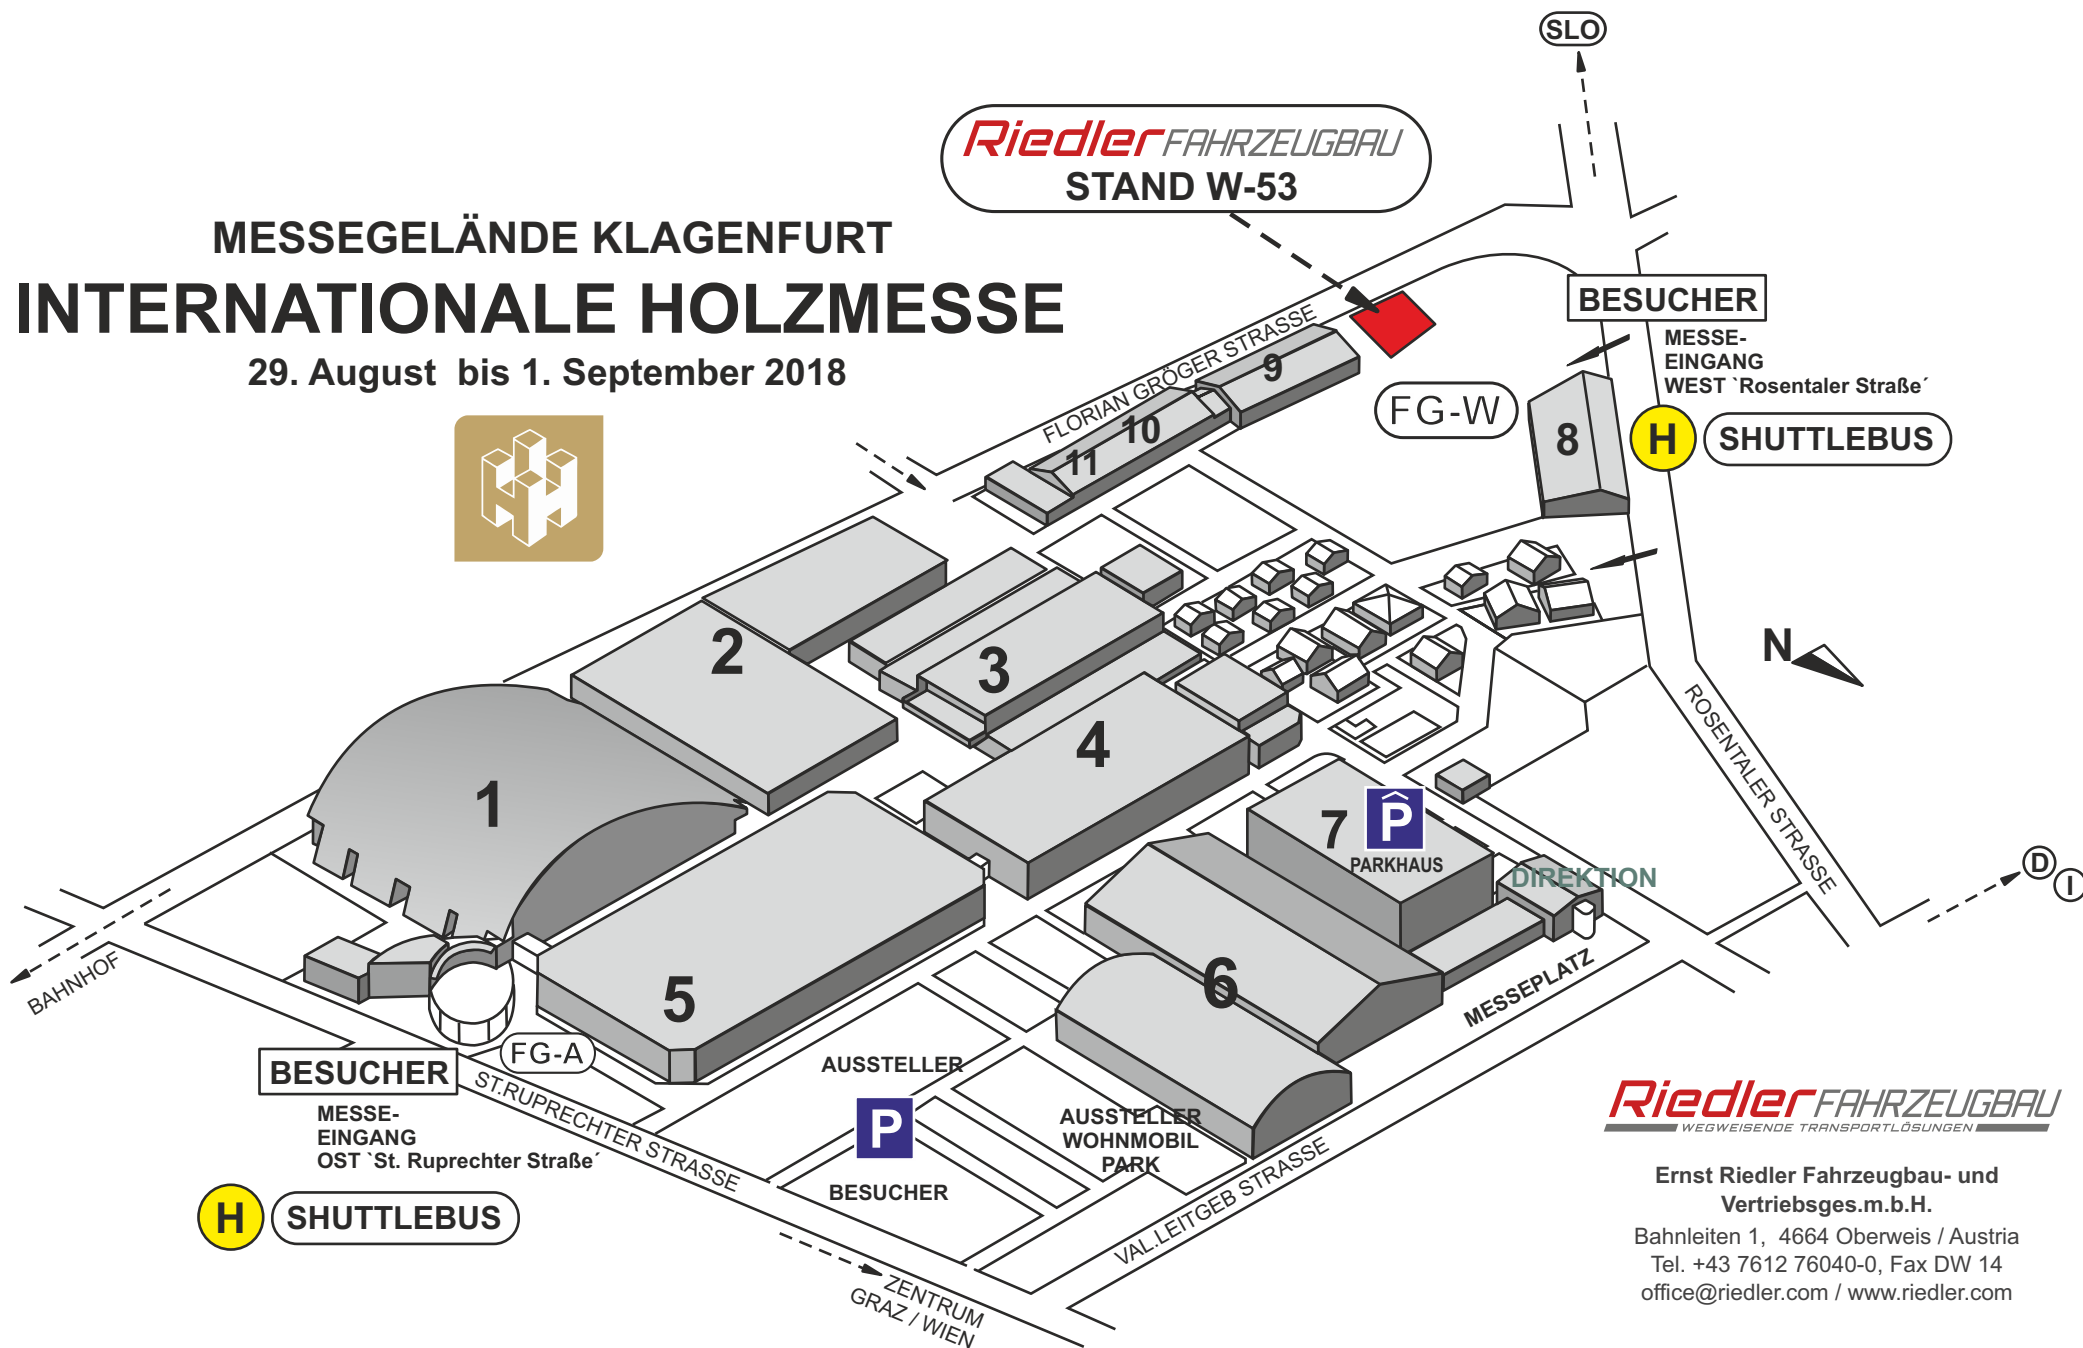 SLO
Riedler FAHRZEUGBAU
STAND W-53
MESSEGELÄNDE KLAGENFURT
INTERNATIONALE HOLZMESSE
29. August bis 1. September 2018
BESUCHER
MESSE-
EINGANG
WEST `Rosentaler Straße´
H SHUTTLEBUS
FLORIAN GRÖGER STRASSE
9
10
11
FG-W
8
2
3
N
4
1
7
P
PARKHAUS
DIREKTION
ROSENTALER STRASSE
D
I
5
6
MESSEPLATZ
BAHNHOF
FG-A
BESUCHER
MESSE-
EINGANG
OST `St. Ruprechter Straße´
H SHUTTLEBUS
ST.RUPRECHTER STRASSE
AUSSTELLER
P
BESUCHER
AUSSTELLER
WOHNMOBIL
PARK
VAL.LEITGEB STRASSE
ZENTRUM
GRAZ / WIEN
Riedler FAHRZEUGBAU
WEGWEISENDE TRANSPORTLÖSUNGEN
Ernst Riedler Fahrzeugbau- und
Vertriebsges.m.b.H.
Bahnleiten 1, 4664 Oberweis / Austria
Tel. +43 7612 76040-0, Fax DW 14
office@riedler.com / www.riedler.com